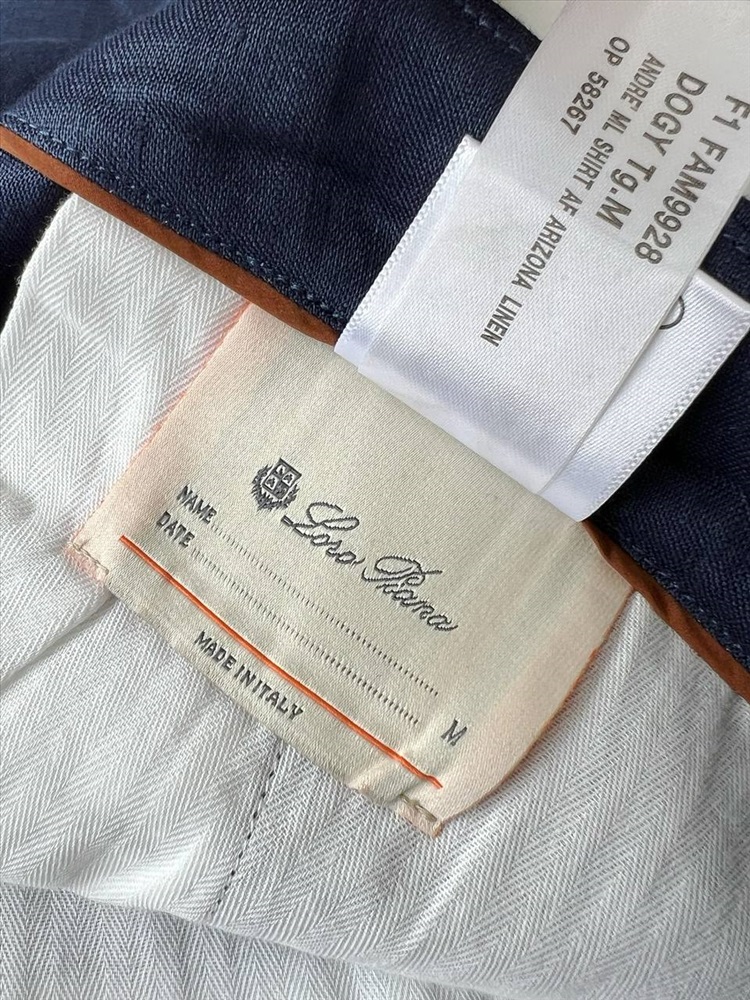 F1 FAM9928
DOGY Tg.M
ANDRE' ML SHIRT AF ARIZONA LINEN
OP 58267
Loro Piana
NAME
DATE
M
MADE IN ITALY